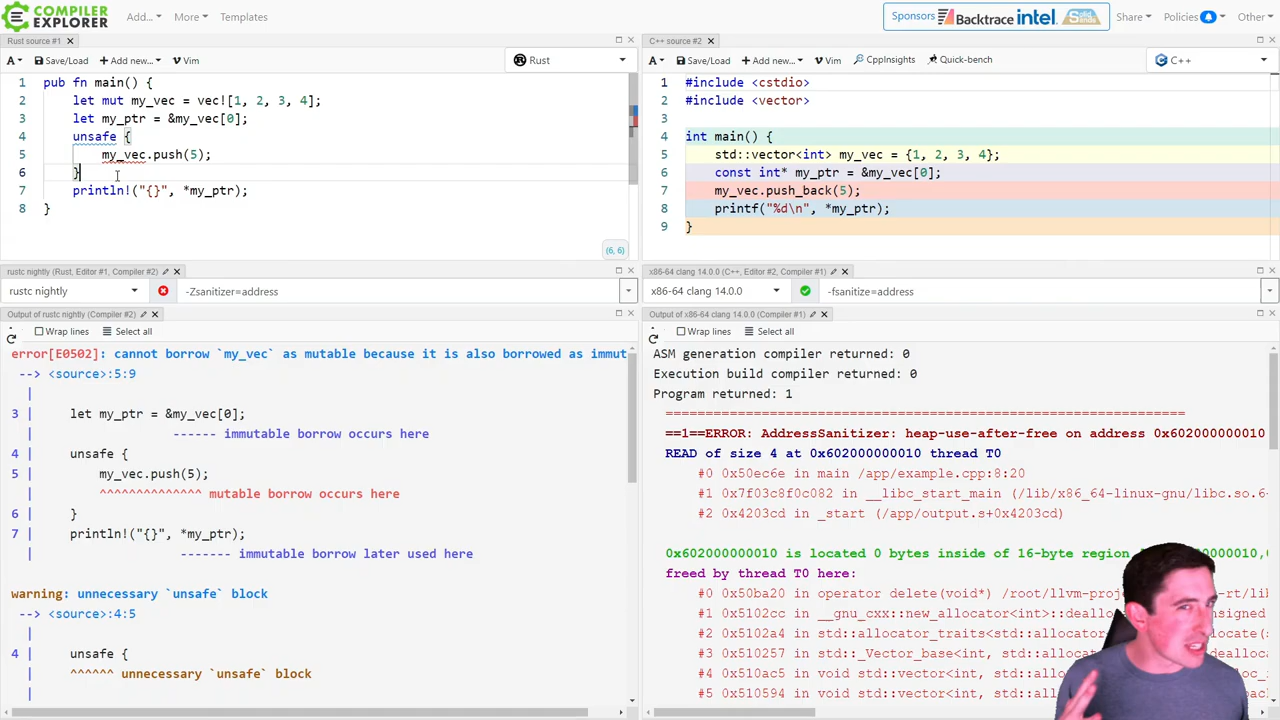 COMPILER EXPLORER
Add... More Templates
Sponsors Backtrace intel. Solid Sands Share Policies Other
Rust source #1
A Save/Load + Add new... Vim Rust
1 pub fn main() {
2 let mut my_vec = vec![1, 2, 3, 4];
3 let my_ptr = &my_vec[0];
4 unsafe {
5 my_vec.push(5);
6 }
7 println!("{}", *my_ptr);
8 }
(6, 6)
C++ source #2
A Save/Load + Add new... Vim CppInsights Quick-bench C++
1 #include <cstdio>
2 #include <vector>
3
4 int main() {
5 std::vector<int> my_vec = {1, 2, 3, 4};
6 const int* my_ptr = &my_vec[0];
7 my_vec.push_back(5);
8 printf("%d\n", *my_ptr);
9 }
rustc nightly (Rust, Editor #1, Compiler #2)
rustc nightly -Zsanitizer=address
Output of rustc nightly (Compiler #2)
Wrap lines Select all
error[E0502]: cannot borrow `my_vec` as mutable because it is also borrowed as immut
--> <source>:5:9
|
3 | let my_ptr = &my_vec[0];
| ------ immutable borrow occurs here
4 | unsafe {
5 | my_vec.push(5);
| ^^^^^^^^^^^^^^ mutable borrow occurs here
6 | }
7 | println!("{}", *my_ptr);
| ------- immutable borrow later used here
warning: unnecessary `unsafe` block
--> <source>:4:5
|
4 | unsafe {
| ^^^^^^ unnecessary `unsafe` block
|
x86-64 clang 14.0.0 (C++, Editor #2, Compiler #1)
x86-64 clang 14.0.0 -fsanitize=address
Output of x86-64 clang 14.0.0 (Compiler #1)
Wrap lines Select all
ASM generation compiler returned: 0
Execution build compiler returned: 0
Program returned: 1
=================================================================
==1==ERROR: AddressSanitizer: heap-use-after-free on address 0x602000000010
READ of size 4 at 0x602000000010 thread T0
#0 0x50ec6e in main /app/example.cpp:8:20
#1 0x7f03c8f0c082 in __libc_start_main (/lib/x86_64-linux-gnu/libc.so.6
#2 0x4203cd in _start (/app/output.s+0x4203cd)
0x602000000010 is located 0 bytes inside of 16-byte region
freed by thread T0 here:
#0 0x50ba20 in operator delete(void*) /root/llvm-proj
#1 0x5102cc in __gnu_cxx::new_allocator<int>::deallo
#2 0x5102a4 in std::allocator_traits<std::allocato
#3 0x510257 in std::_Vector_base<int, std::alloca
#4 0x510ac5 in void std::vector<int, std::alloc
#5 0x510594 in void std::vector<int, std::allo